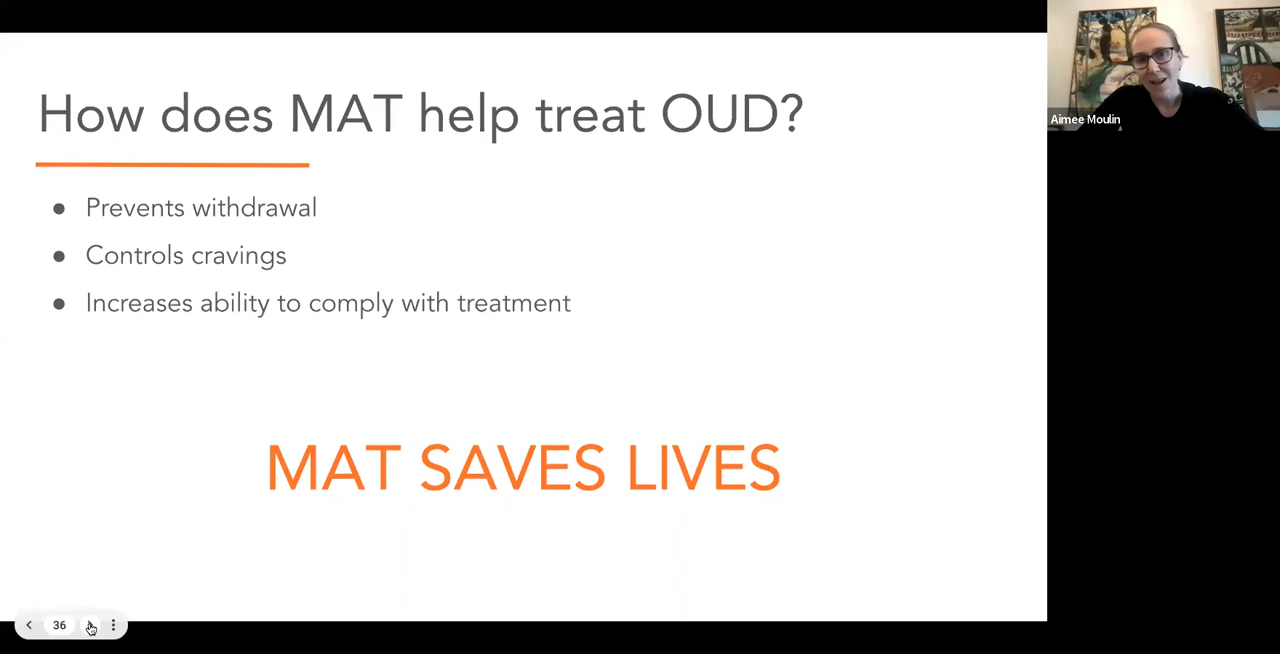 How does MAT help treat OUD?
● Prevents withdrawal
● Controls cravings
● Increases ability to comply with treatment
MAT SAVES LIVES
Aimee Moulin
36